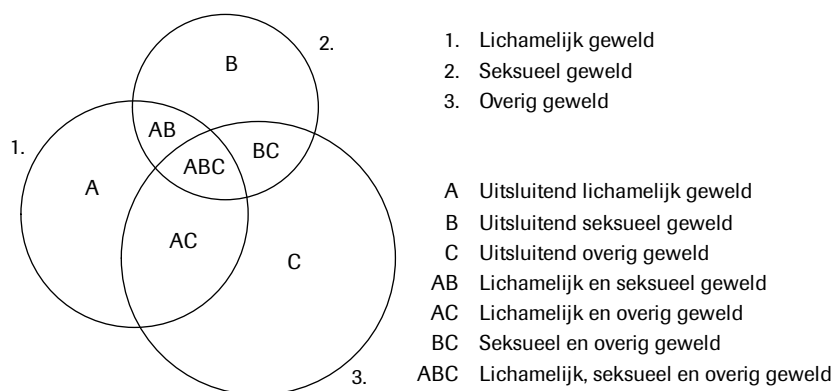 2.
B
1.
AB
BC
ABC
A
AC
C
3.
1. Lichamelijk geweld
2. Seksueel geweld
3. Overig geweld
A Uitsluitend lichamelijk geweld
B Uitsluitend seksueel geweld
C Uitsluitend overig geweld
AB Lichamelijk en seksueel geweld
AC Lichamelijk en overig geweld
BC Seksueel en overig geweld
ABC Lichamelijk, seksueel en overig geweld